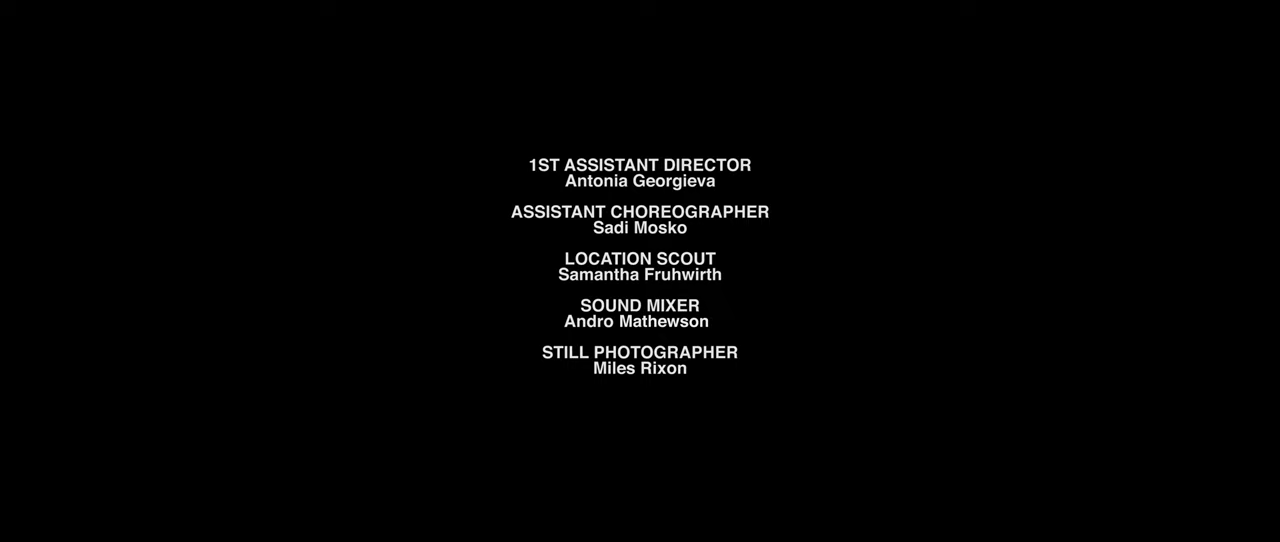 1ST ASSISTANT DIRECTOR
Antonia Georgieva
ASSISTANT CHOREOGRAPHER
Sadi Mosko
LOCATION SCOUT
Samantha Fruhwirth
SOUND MIXER
Andro Mathewson
STILL PHOTOGRAPHER
Miles Rixon